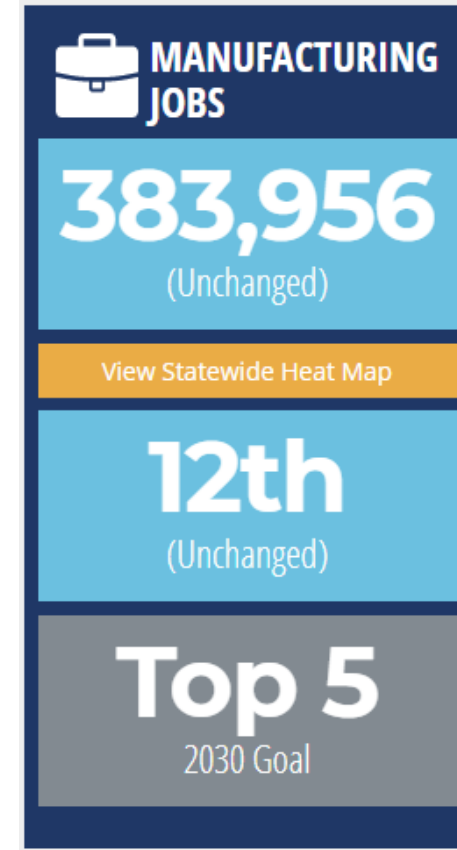 MANUFACTURING
JOBS
383,956
(Unchanged)
View Statewide Heat Map
12th
(Unchanged)
Top 5
2030 Goal